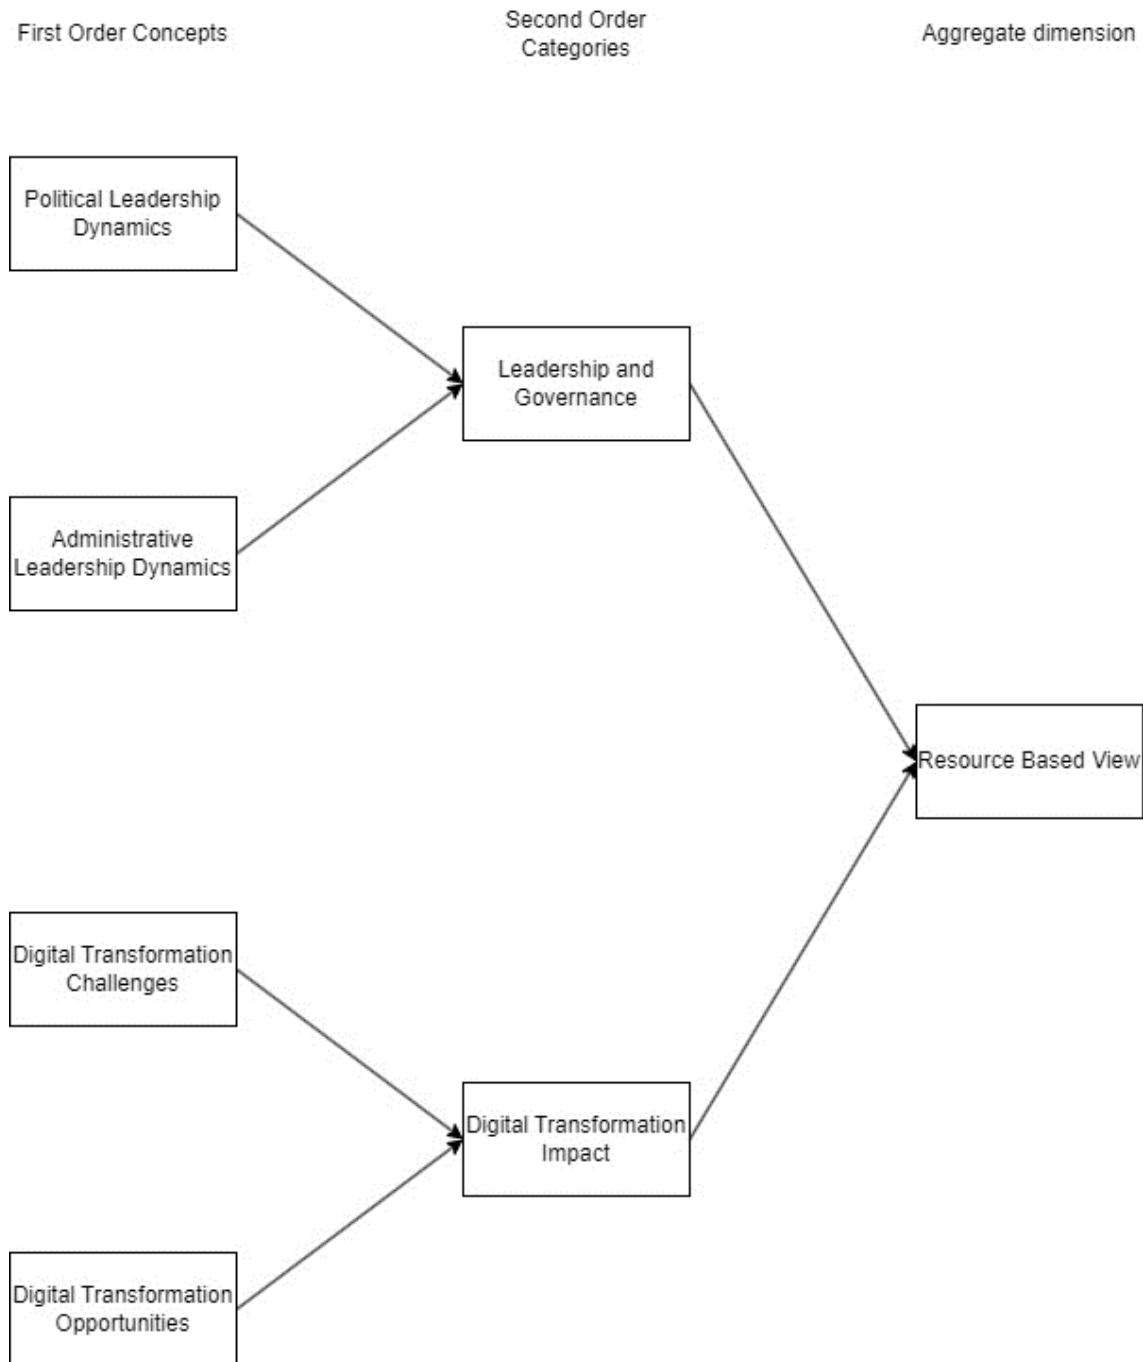 First Order Concepts
Second Order
Categories
Aggregate dimension
Political Leadership
Dynamics
Leadership and
Governance
Administrative
Leadership Dynamics
Resource Based View
Digital Transformation
Challenges
Digital Transformation
Impact
Digital Transformation
Opportunities